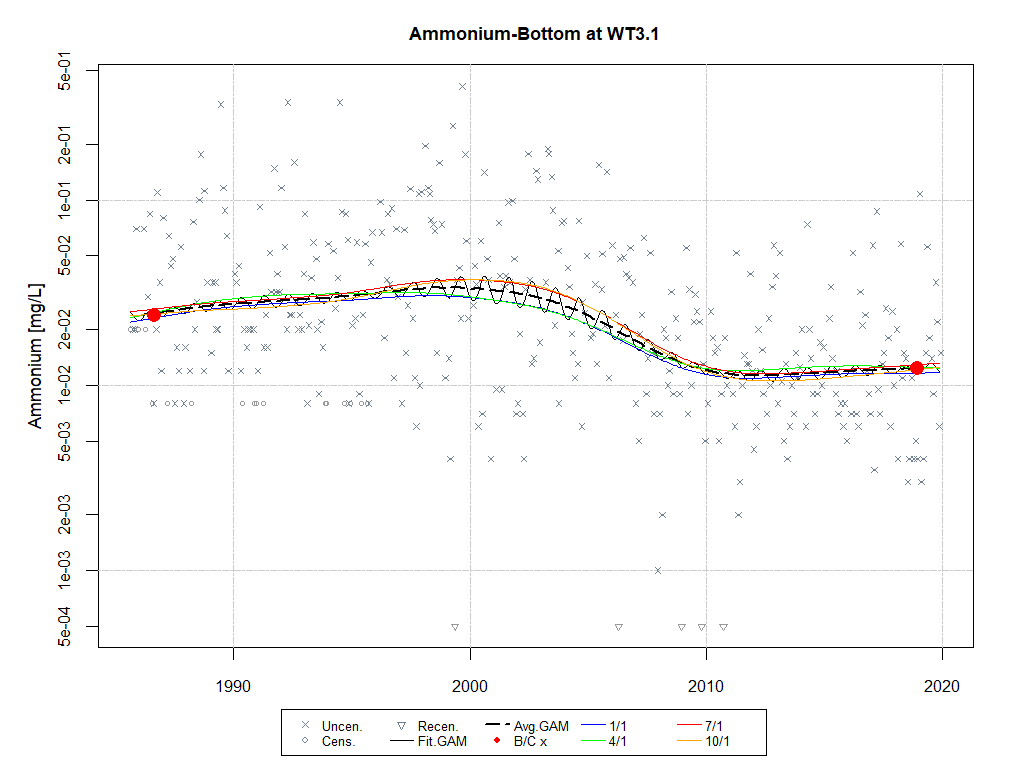 Ammonium-Bottom at WT3.1
Ammonium [mg/L]
5e-01
2e-01
1e-01
5e-02
2e-02
1e-02
5e-03
2e-03
1e-03
5e-04
1990 2000 2010 2020
Uncen. Recen. Avg.GAM 1/1 7/1
Cens. Fit.GAM B/C x 4/1 10/1